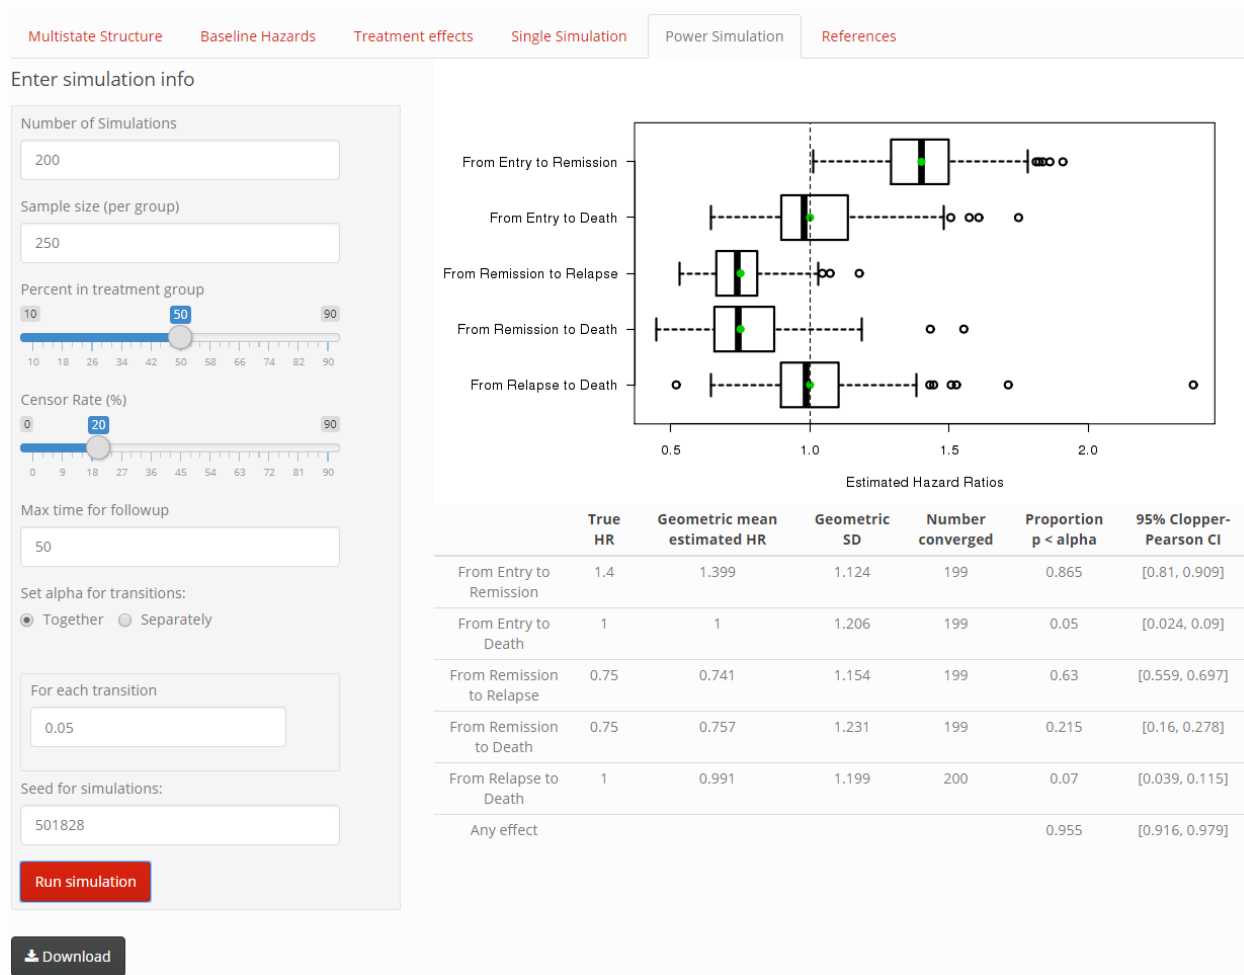 Multistate Structure Baseline Hazards Treatment effects Single Simulation Power Simulation References
Enter simulation info
Number of Simulations
200
Sample size (per group)
250
Percent in treatment group
10 50 90
10 18 26 34 42 50 58 66 74 82 90
Censor Rate (%)
0 20 90
0 9 18 27 36 45 54 63 72 81 90
Max time for followup
50
Set alpha for transitions:
Together Separately
For each transition
0.05
Seed for simulations:
501828
Run simulation
Download
From Entry to Remission
From Entry to Death
From Remission to Relapse
From Remission to Death
From Relapse to Death
0.5 1.0 1.5 2.0
Estimated Hazard Ratios
True HR Geometric mean estimated HR Geometric SD Number converged Proportion p < alpha 95% Clopper-Pearson CI
From Entry to Remission 1.4 1.399 1.124 199 0.865 [0.81, 0.909]
From Entry to Death 1 1 1.206 199 0.05 [0.024, 0.09]
From Remission to Relapse 0.75 0.741 1.154 199 0.63 [0.559, 0.697]
From Remission to Death 0.75 0.757 1.231 199 0.215 [0.16, 0.278]
From Relapse to Death 1 0.991 1.199 200 0.07 [0.039, 0.115]
Any effect 0.955 [0.916, 0.979]